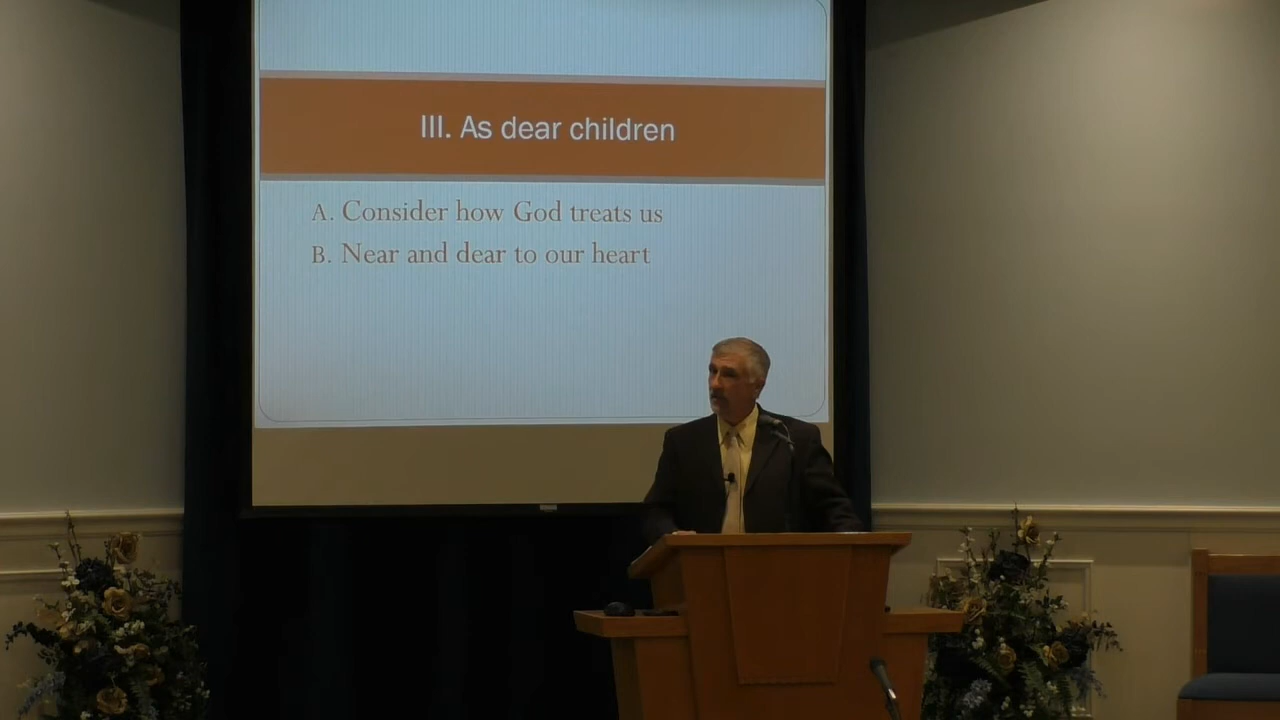 III. As dear children
A. Consider how God treats us
B. Near and dear to our heart